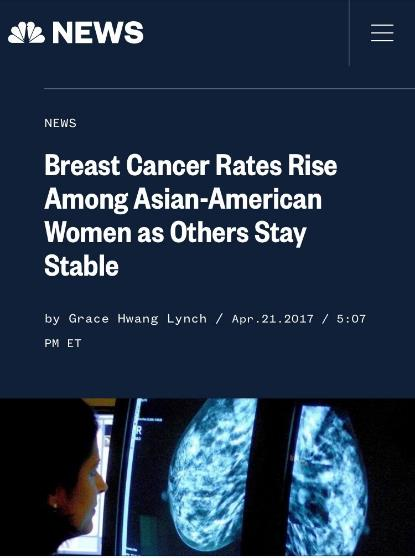 NEWS
NEWS
Breast Cancer Rates Rise
Among Asian-American
Women as Others Stay
Stable
by Grace Hwang Lynch / Apr.21.2017 / 5:07
PM ET
R